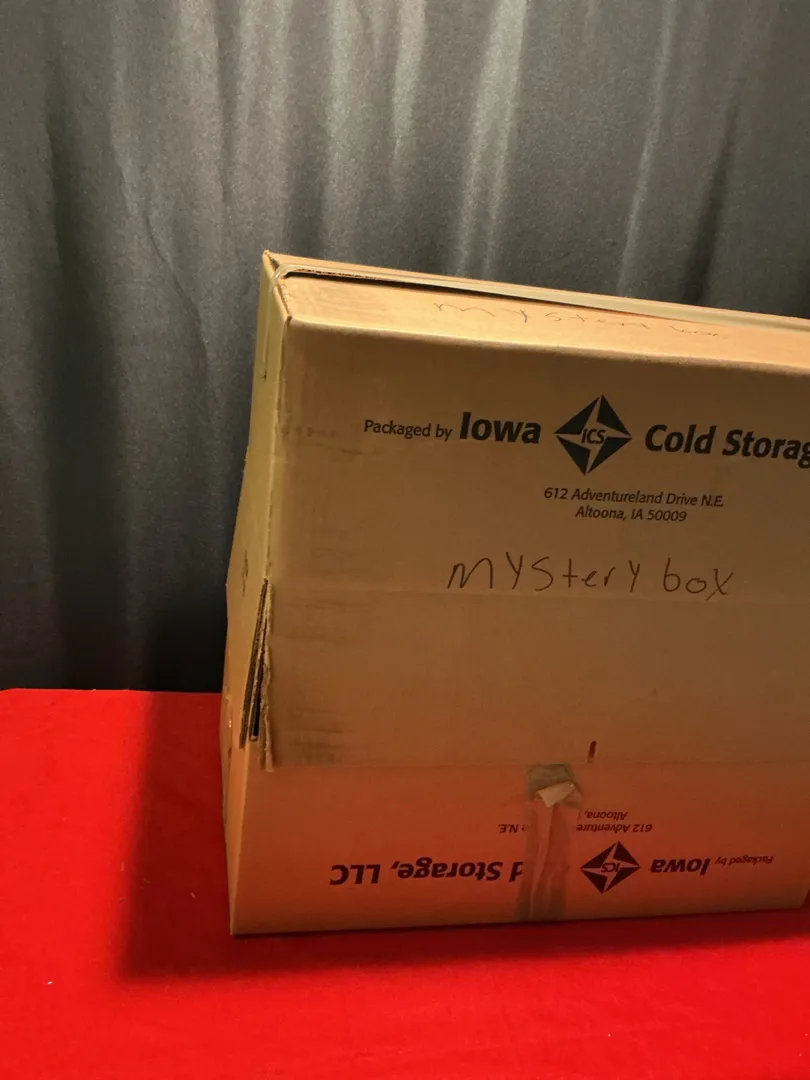 mystery box
Packaged by Iowa ICS Cold Storag
612 Adventureland Drive N.E.
Altoona, IA 50009
mystery box
Altoona,
612 Adventure N.E.
Packaged by Iowa ICS d Storage, LLC